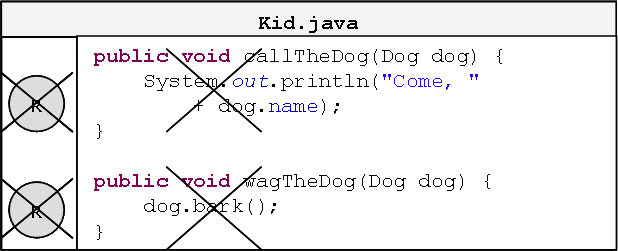 Kid.java
public void callTheDog(Dog dog) {
System.out.println("Come, "
R
+ dog.name);
}
public void wagTheDog(Dog dog) {
R
dog.bark();
}